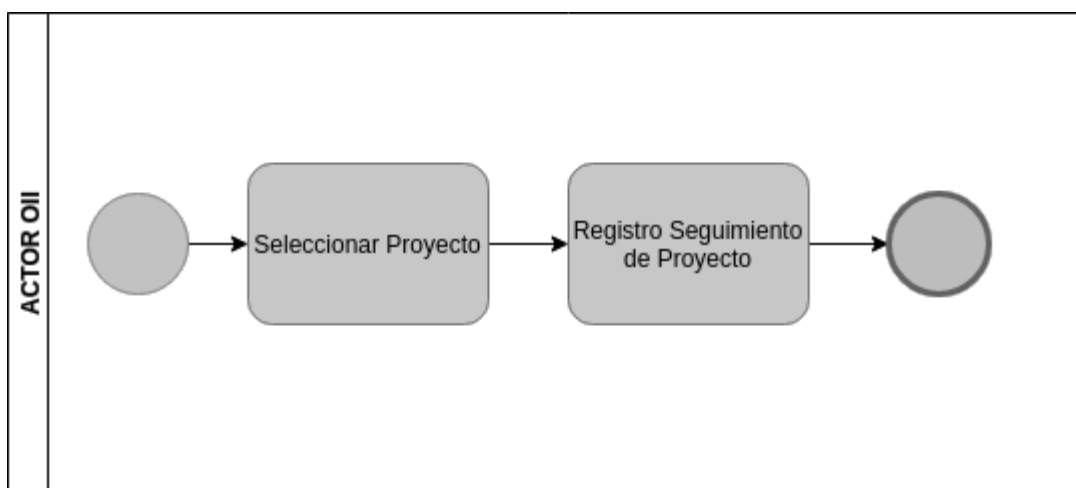 ACTOR OII
Seleccionar Proyecto
Registro Seguimiento
de Proyecto